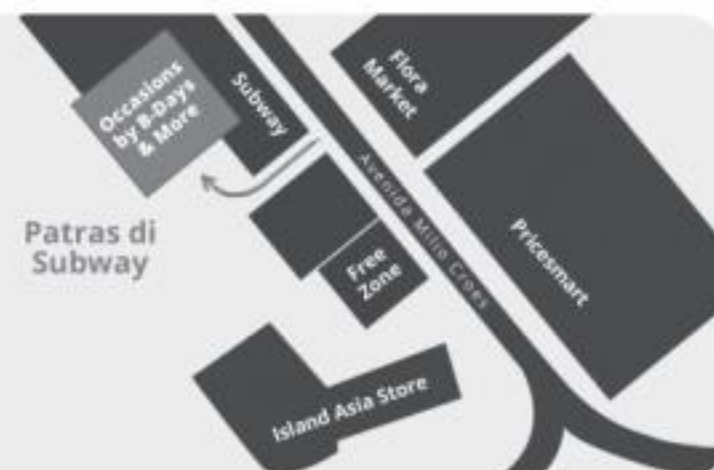 Occasions
by B-Days
& More
Subway
Flora
Market
Avenida Milio Croes
Pricesmart
Patras di
Subway
Free
Zone
Island Asia Store